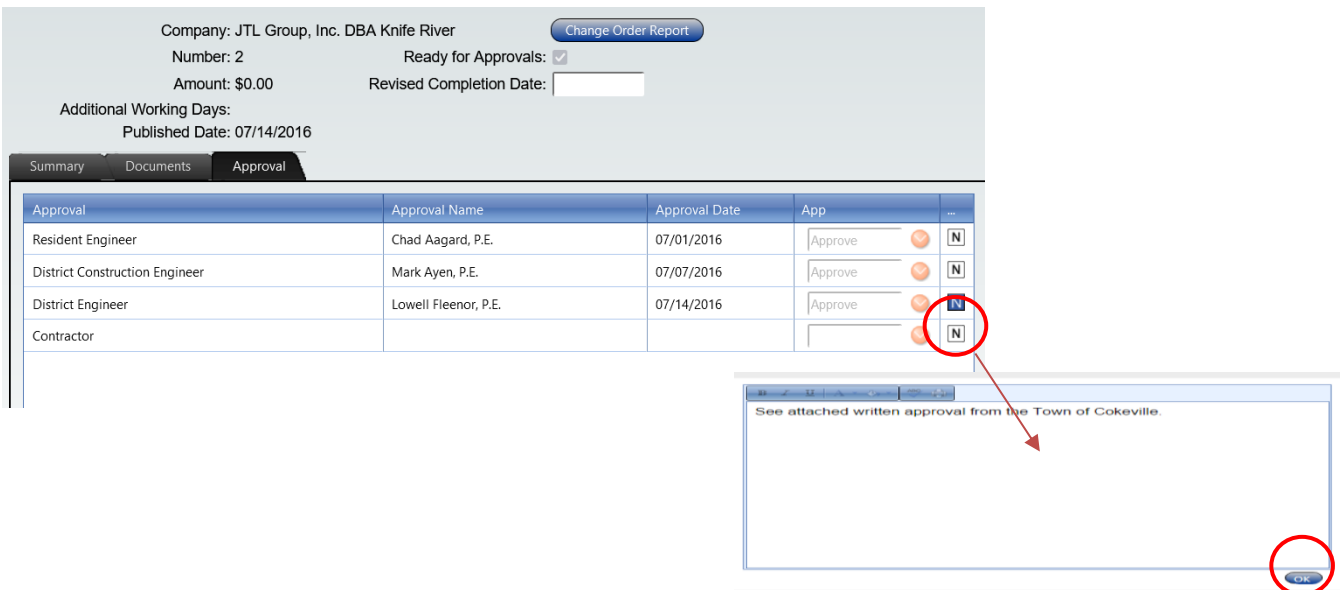 Company: JTL Group, Inc. DBA Knife River Change Order Report
Number: 2 Ready for Approvals:
Amount: $0.00 Revised Completion Date:
Additional Working Days:
Published Date: 07/14/2016
Summary Documents Approval
Approval Approval Name Approval Date App ...
Resident Engineer Chad Aagard, P.E. 07/01/2016 Approve N
District Construction Engineer Mark Ayen, P.E. 07/07/2016 Approve N
District Engineer Lowell Fleenor, P.E. 07/14/2016 Approve N
Contractor N
B I U A
See attached written approval from the Town of Cokeville.
OK